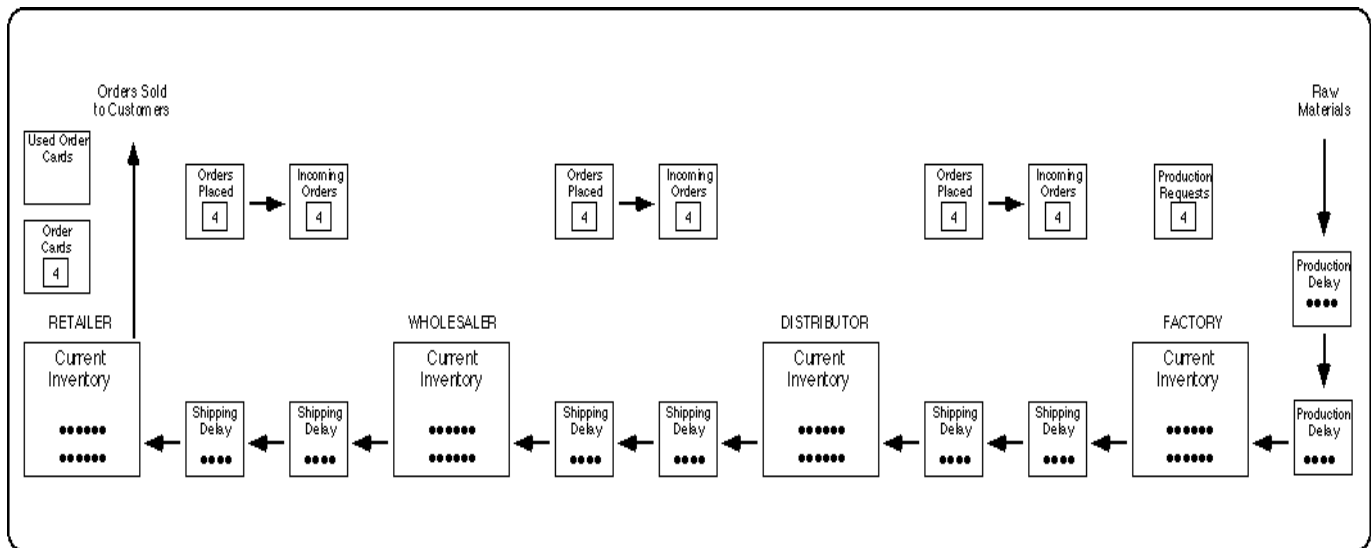 Orders Sold
to Customers
Raw
Materials
Used Order
Cards
Orders
Placed
4
Incoming
Orders
4
Orders
Placed
4
Incoming
Orders
4
Orders
Placed
4
Incoming
Orders
4
Production
Requests
4
Order
Cards
4
Production
Delay
RETAILER
WHOLESALER
DISTRIBUTOR
FACTORY
Current
Inventory
Shipping
Delay
Shipping
Delay
Current
Inventory
Shipping
Delay
Shipping
Delay
Current
Inventory
Shipping
Delay
Shipping
Delay
Current
Inventory
Production
Delay